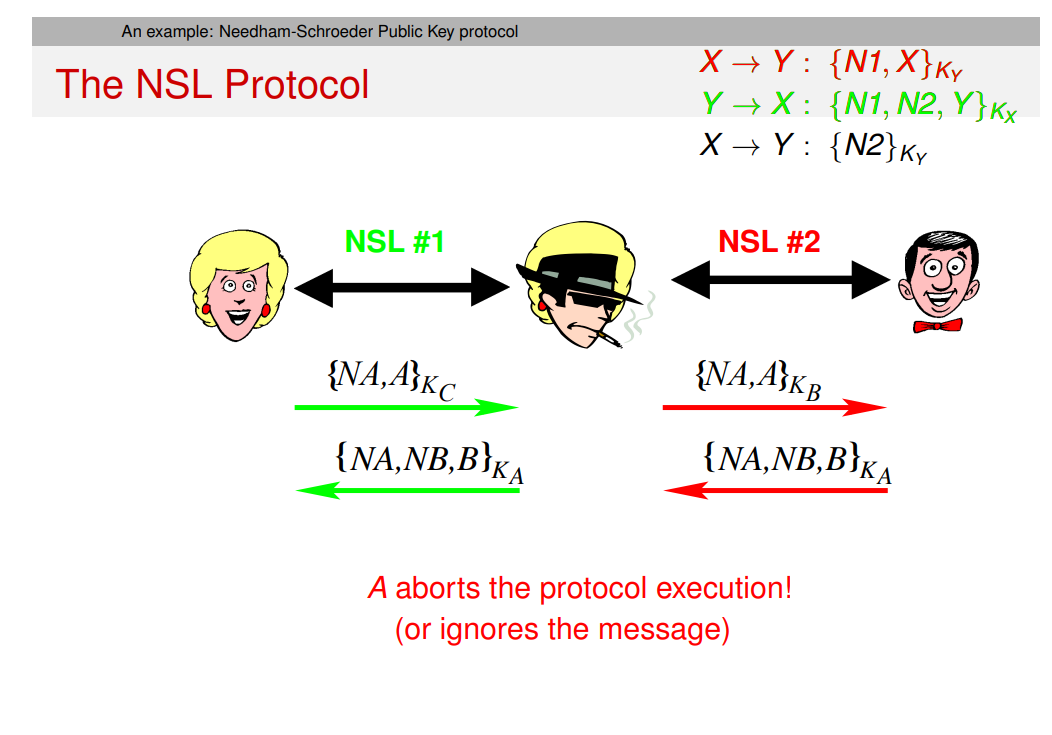 An example: Needham-Schroeder Public Key protocol
The NSL Protocol
X → Y : {N1, X}_{K_Y}
Y → X : {N1, N2, Y}_{K_X}
X → Y : {N2}_{K_Y}
NSL #1 NSL #2
{NA,A}_{K_C} {NA,A}_{K_B}
{NA,NB,B}_{K_A} {NA,NB,B}_{K_A}
A aborts the protocol execution!
(or ignores the message)